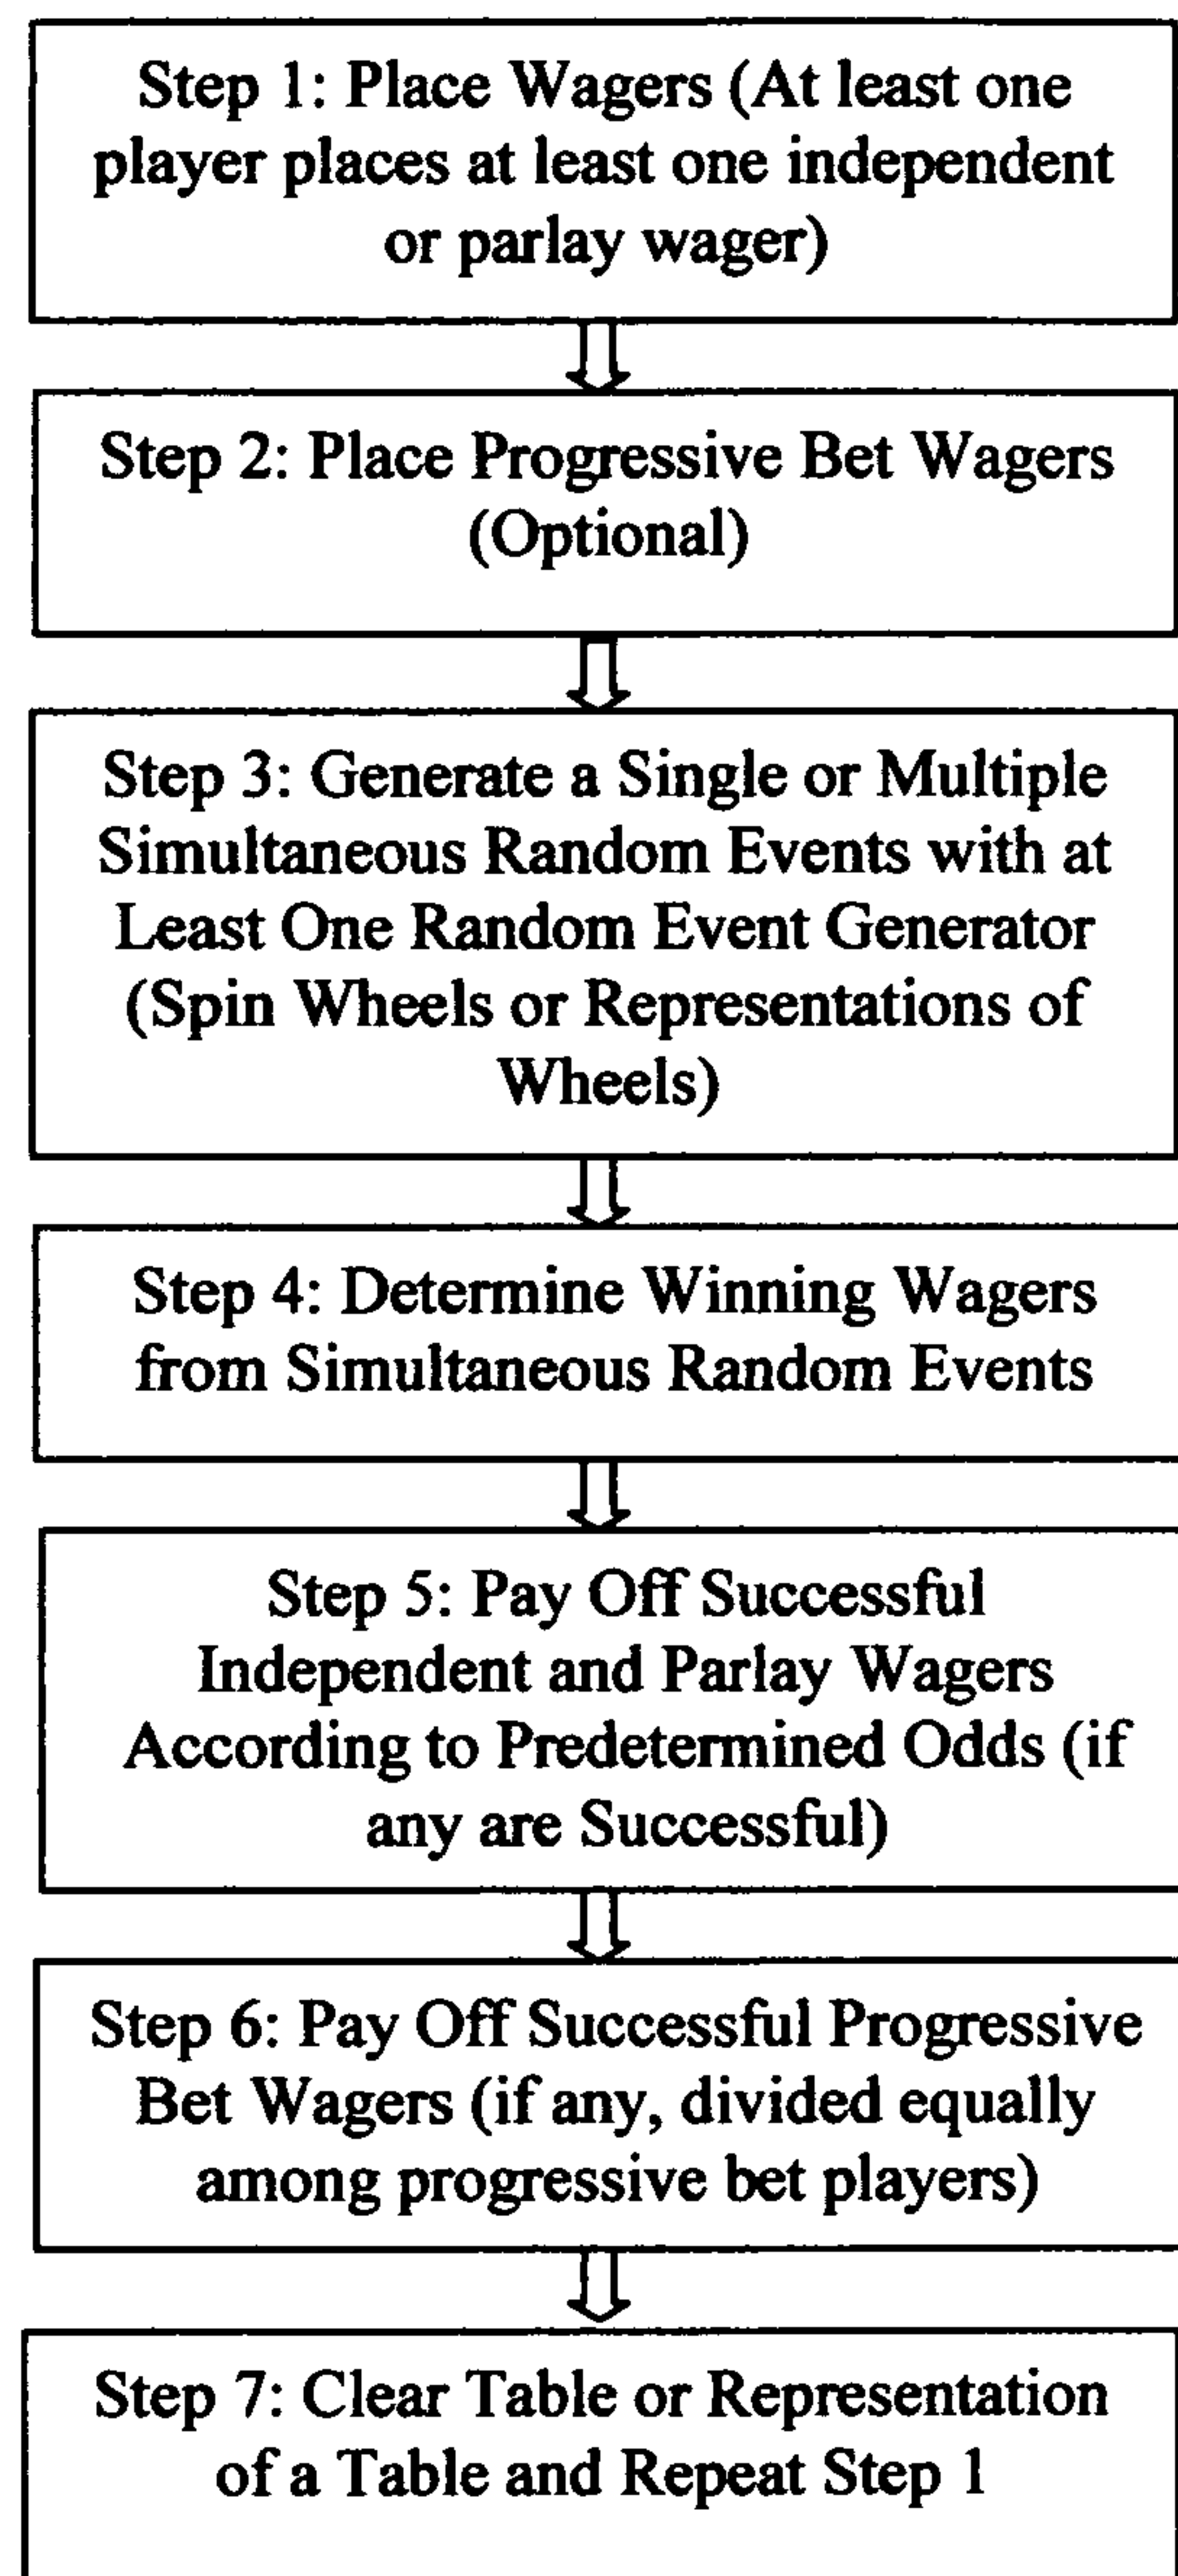 Step 1: Place Wagers (At least one
player places at least one independent
or parlay wager)
Step 2: Place Progressive Bet Wagers
(Optional)
Step 3: Generate a Single or Multiple
Simultaneous Random Events with at
Least One Random Event Generator
(Spin Wheels or Representations of
Wheels)
Step 4: Determine Winning Wagers
from Simultaneous Random Events
Step 5: Pay Off Successful
Independent and Parlay Wagers
According to Predetermined Odds (if
any are Successful)
Step 6: Pay Off Successful Progressive
Bet Wagers (if any, divided equally
among progressive bet players)
Step 7: Clear Table or Representation
of a Table and Repeat Step 1